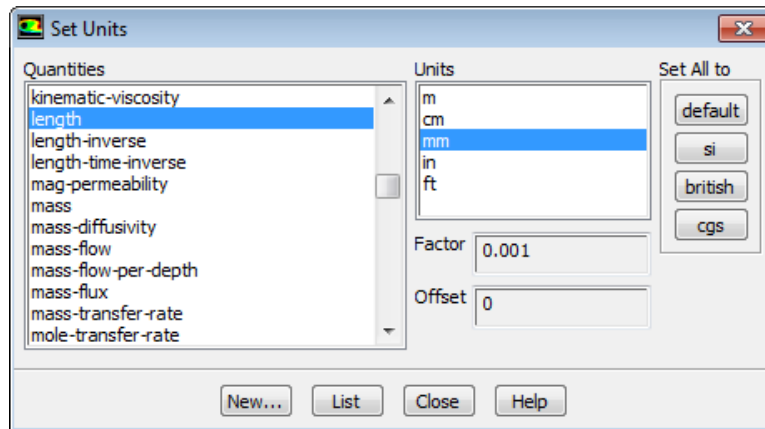 Set Units
Quantities
kinematic-viscosity
length
length-inverse
length-time-inverse
mag-permeability
mass
mass-diffusivity
mass-flow
mass-flow-per-depth
mass-flux
mass-transfer-rate
mole-transfer-rate
Units
m
cm
mm
in
ft
Factor 0.001
Offset 0
Set All to
default
si
british
cgs
New... List Close Help